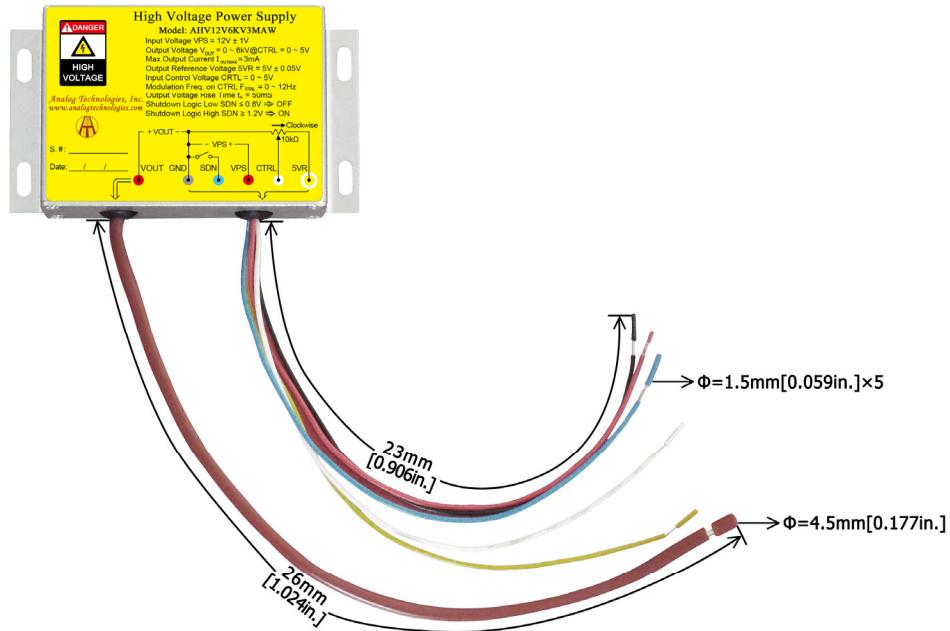 High Voltage Power Supply
Model: AHV12V6KV3MAW
DANGER
HIGH
VOLTAGE
Input Voltage VPS = 12V ± 1V
Output Voltage VOUT = 0 ~ 6kV@CTRL = 0 ~ 5V
Max.Output Current IOUTMAX = 3mA
Output Reference Voltage 5VR = 5V ± 0.05V
Input Control Voltage CRTL = 0 ~ 5V
Modulation Freq. on CTRL FCTRL = 0 ~ 12Hz
Output Voltage Rise Time tr = 50mS
Shutdown Logic Low SDN ≤ 0.8V ⇒ OFF
Shutdown Logic High SDN ≥ 1.2V ⇒ ON
Analog Technologies, Inc.
www.analogtechnologies.com
AT
S. #:
Date: / /
Clockwise
+ VOUT −
10kΩ
− VPS +
VOUT GND SDN VPS CTRL 5VR
Φ=1.5mm[0.059in.]×5
23mm
[0.906in.]
Φ=4.5mm[0.177in.]
26mm
[1.024in.]